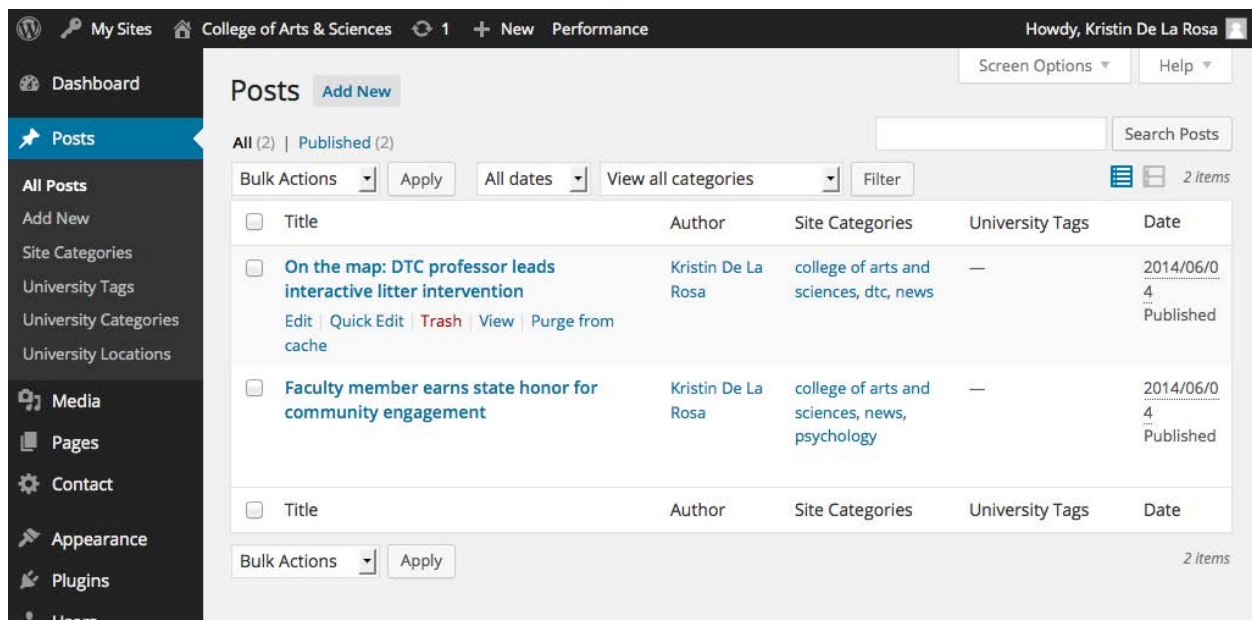 My Sites College of Arts & Sciences 1 New Performance Howdy, Kristin De La Rosa
Screen Options Help
Dashboard
Posts
All Posts
Add New
Site Categories
University Tags
University Categories
University Locations
Media
Pages
Contact
Appearance
Plugins
Users
Posts Add New
All (2) | Published (2)
Search Posts
Bulk Actions Apply All dates View all categories Filter 2 items
Title Author Site Categories University Tags Date
On the map: DTC professor leads Kristin De La college of arts and — 2014/06/0
interactive litter intervention Rosa sciences, dtc, news 4
Edit | Quick Edit | Trash | View | Purge from Published
cache
Faculty member earns state honor for Kristin De La college of arts and — 2014/06/0
community engagement Rosa sciences, news, 4
psychology Published
Title Author Site Categories University Tags Date
Bulk Actions Apply 2 items